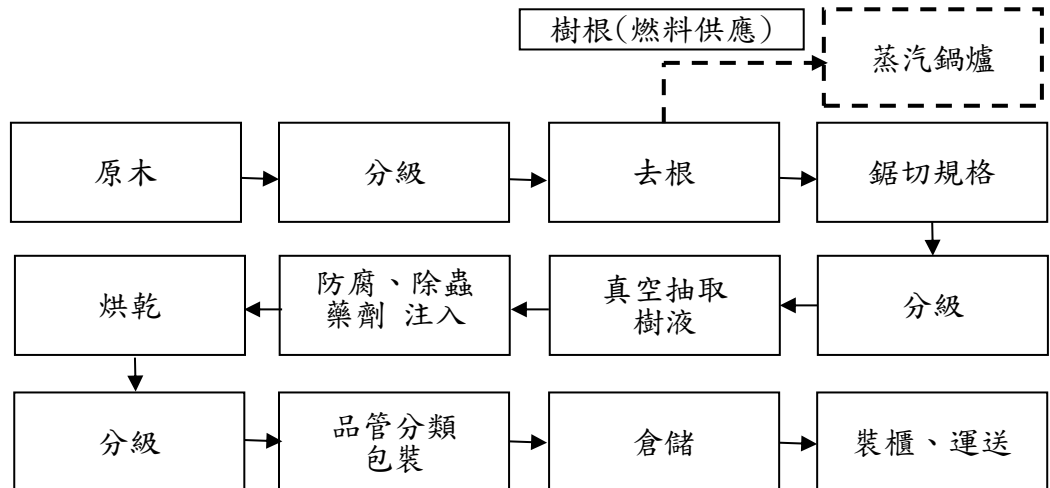 樹根(燃料供應)
蒸汽鍋爐
原木
分級
去根
鋸切規格
分級
真空抽取
樹液
防腐、除蟲
藥劑 注入
烘乾
分級
品管分類
包裝
倉儲
裝櫃、運送